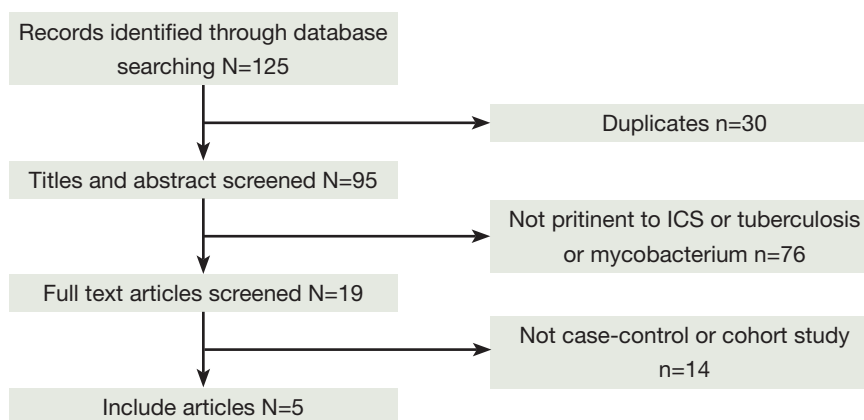 Records identified through database
searching N=125
Duplicates n=30
Titles and abstract screened N=95
Not pritinent to ICS or tuberculosis
or mycobacterium n=76
Full text articles screened N=19
Not case-control or cohort study
n=14
Include articles N=5